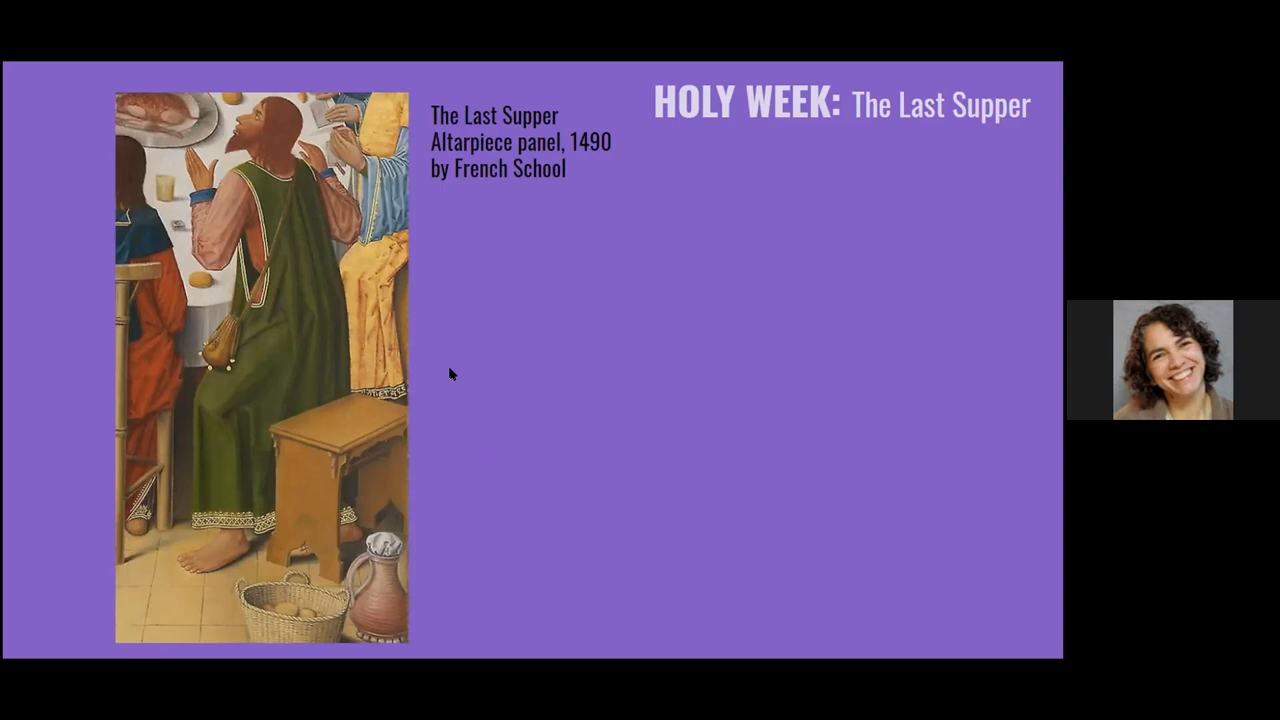 HOLY WEEK: The Last Supper
The Last Supper
Altarpiece panel, 1490
by French School